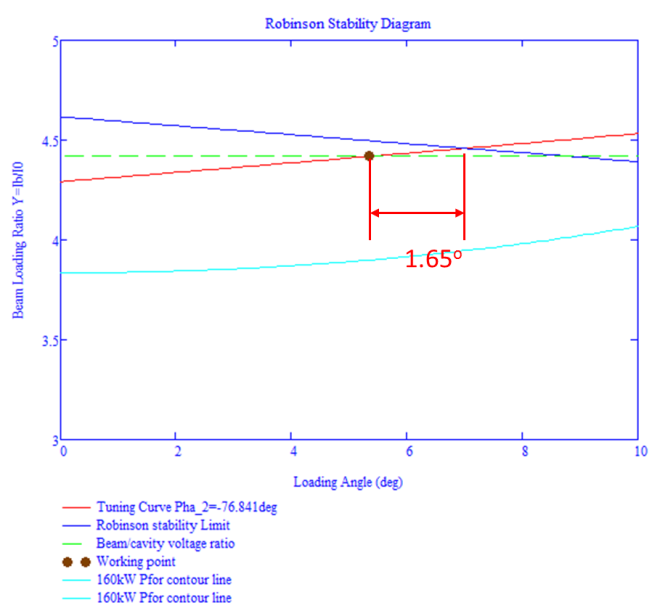 Robinson Stability Diagram
5
4.5
4
3.5
3
Beam Loading Ratio Y=Ib/I0
1.65°
0 2 4 6 8 10
Loading Angle (deg)
Tuning Curve Pha_2=-76.841deg
Robinson stability Limit
Beam/cavity voltage ratio
Working point
160kW Pfor contour line
160kW Pfor contour line